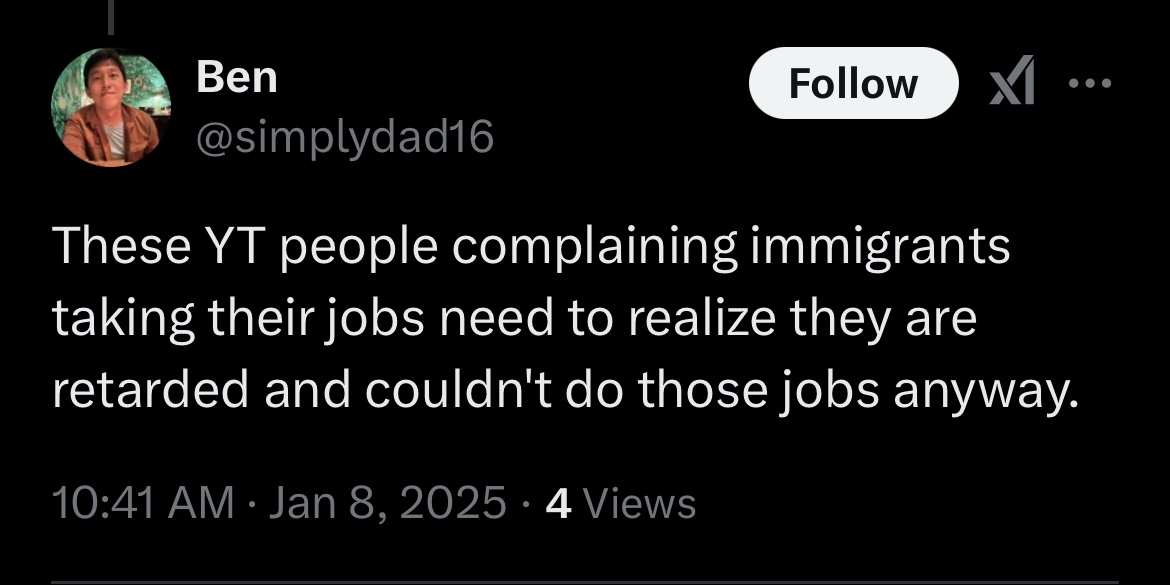 Ben
Follow
@simplydad16
These YT people complaining immigrants
taking their jobs need to realize they are
retarded and couldn't do those jobs anyway.
10:41 AM · Jan 8, 2025 · 4 Views